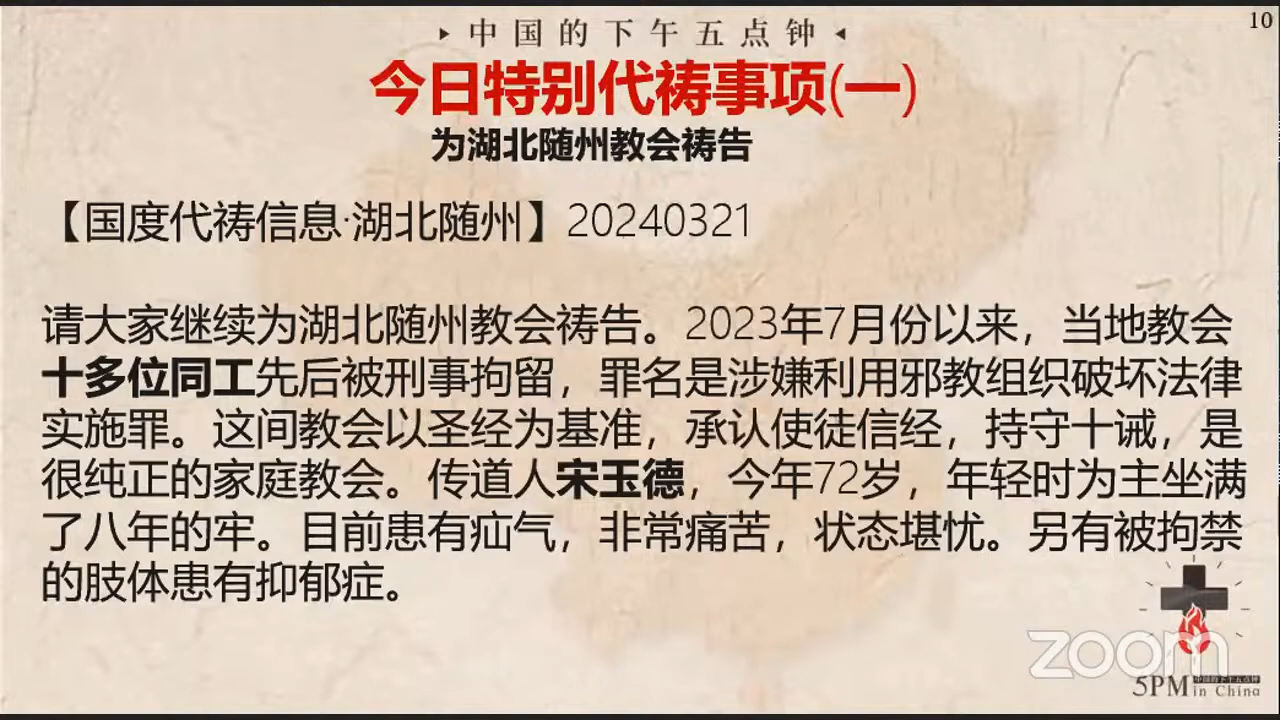 中国的下午五点钟
10
今日特别代祷事项(一)
为湖北随州教会祷告
【国度代祷信息·湖北随州】20240321
请大家继续为湖北随州教会祷告。2023年7月份以来，当地教会
十多位同工先后被刑事拘留，罪名是涉嫌利用邪教组织破坏法律
实施罪。这间教会以圣经为基准，承认使徒信经，持守十诫，是
很纯正的家庭教会。传道人宋玉德，今年72岁，年轻时为主坐满
了八年的牢。目前患有疝气，非常痛苦，状态堪忧。另有被拘禁
的肢体患有抑郁症。
zoom
5PM 中国的下午五点钟
in China